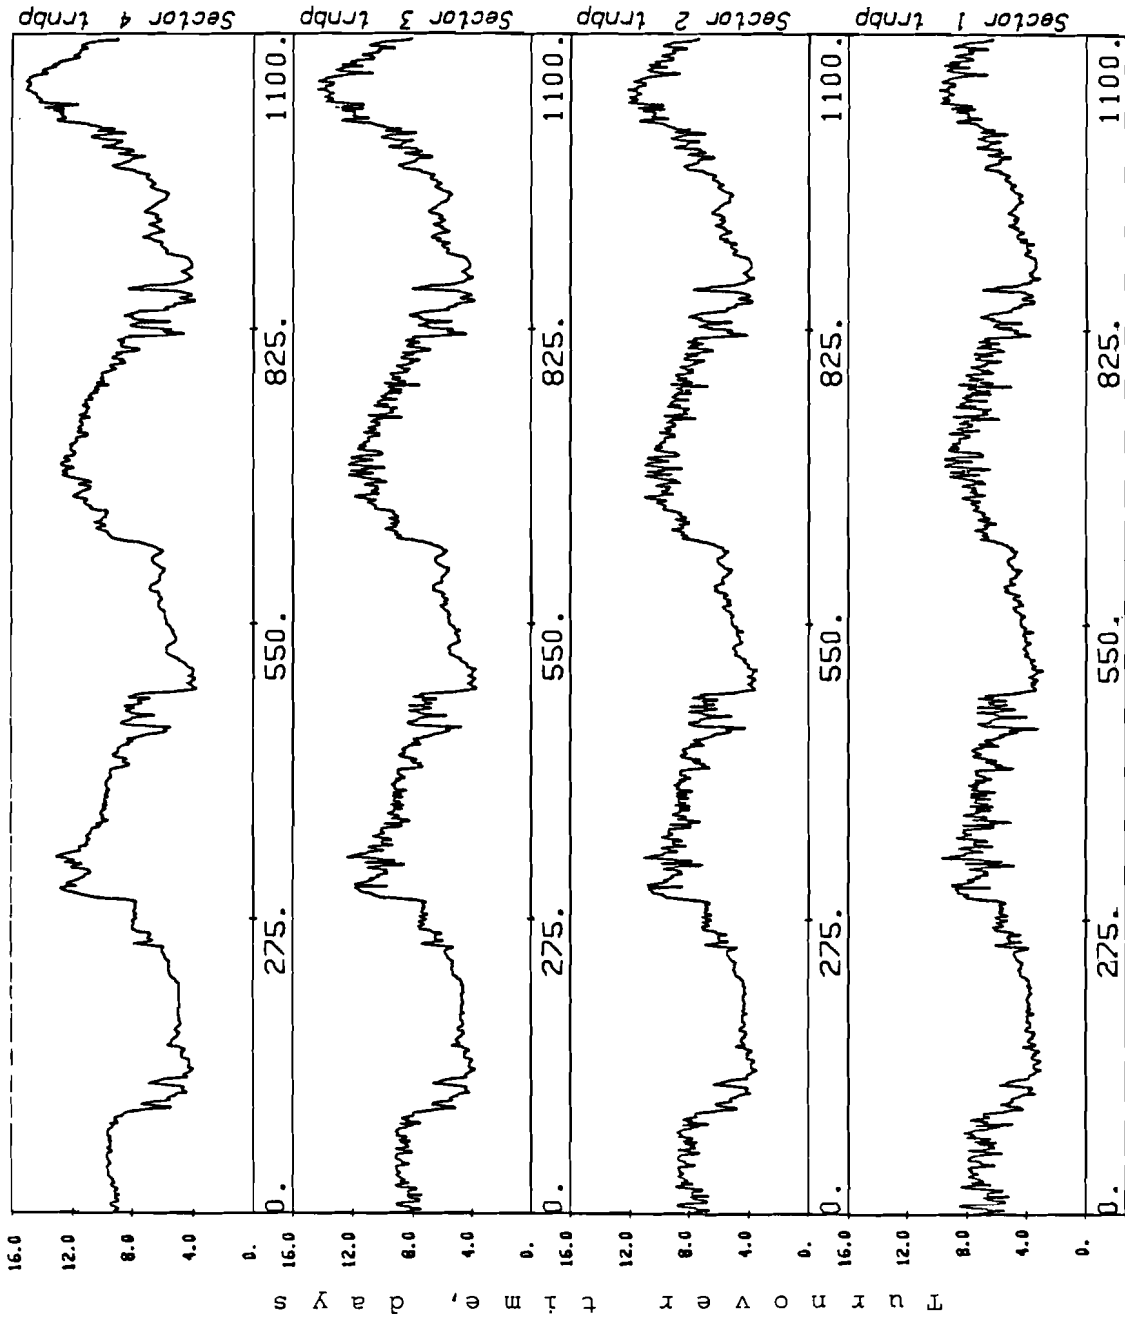 Sector 4 trnbp
16.0
12.0
8.0
4.0
0.
0. 275. 550. 825. 1100.
Sector 3 trnbp
16.0
12.0
8.0
4.0
0.
0. 275. 550. 825. 1100.
Sector 2 trnbp
16.0
12.0
8.0
4.0
0.
0. 275. 550. 825. 1100.
Sector 1 trnbp
16.0
12.0
8.0
4.0
0.
0. 275. 550. 825. 1100.
Turnover time, days